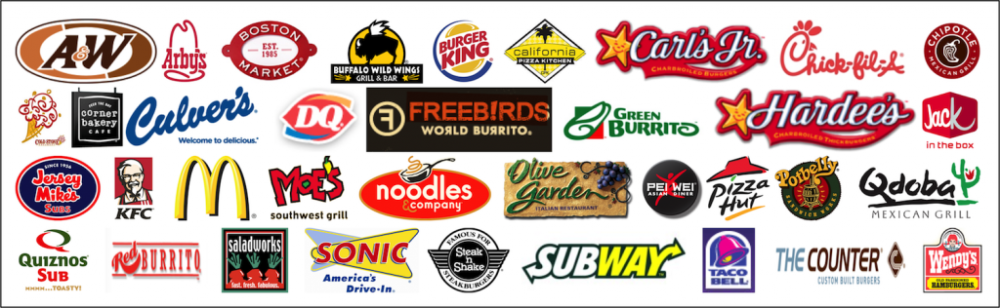 A&W
Arby's
BOSTON
EST.
1985
MARKET
BUFFALO WILD WINGS
GRILL & BAR
BURGER
KING
california
PIZZA KITCHEN
Carl's Jr.
CHARBROILED BURGERS
Chick-fil-A
CHIPOTLE
MEXICAN GRILL
corner
bakery
CAFE
Culver's
Welcome to delicious.
DQ
F
FREEB!RDS
WORLD BURRITO
GREEN
BURRITO
Hardee's
CHARBROILED THICKBURGERS
Jack
in the box
SINCE 1956
Jersey
Mike's
SUBS
KFC
MOE'S
southwest grill
noodles
& company
Olive
Garden
ITALIAN RESTAURANT
PEI WEI
ASIAN DINER
Pizza
Hut
Potbelly
SANDWICH WORKS
Qdoba
MEXICAN GRILL
Quiznos
SUB
MMMM...TOASTY!
Red BURRITO
saladworks
fast. fresh. fabulous.
SONIC
America's
Drive-In
FAMOUS FOR
Steak
'n
Shake
STEAKBURGERS
SUBWAY
TACO
BELL
THE COUNTER
CUSTOM BUILT BURGERS
Wendy's
OLD FASHIONED
HAMBURGERS